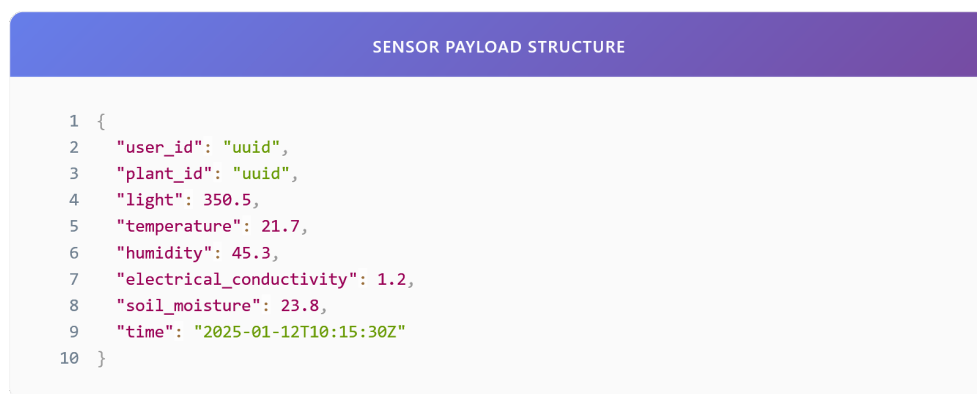 SENSOR PAYLOAD STRUCTURE
1 {
2   "user_id": "uuid",
3   "plant_id": "uuid",
4   "light": 350.5,
5   "temperature": 21.7,
6   "humidity": 45.3,
7   "electrical_conductivity": 1.2,
8   "soil_moisture": 23.8,
9   "time": "2025-01-12T10:15:30Z"
10 }